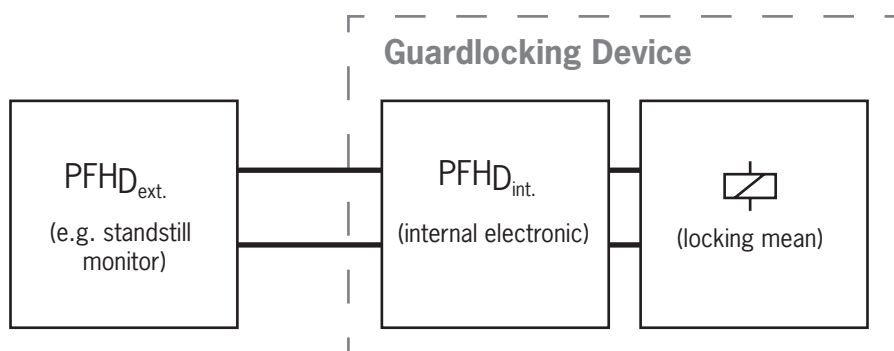 Guardlocking Device
PFHDext.
(e.g. standstill
monitor)
PFHDint.
(internal electronic)
(locking mean)